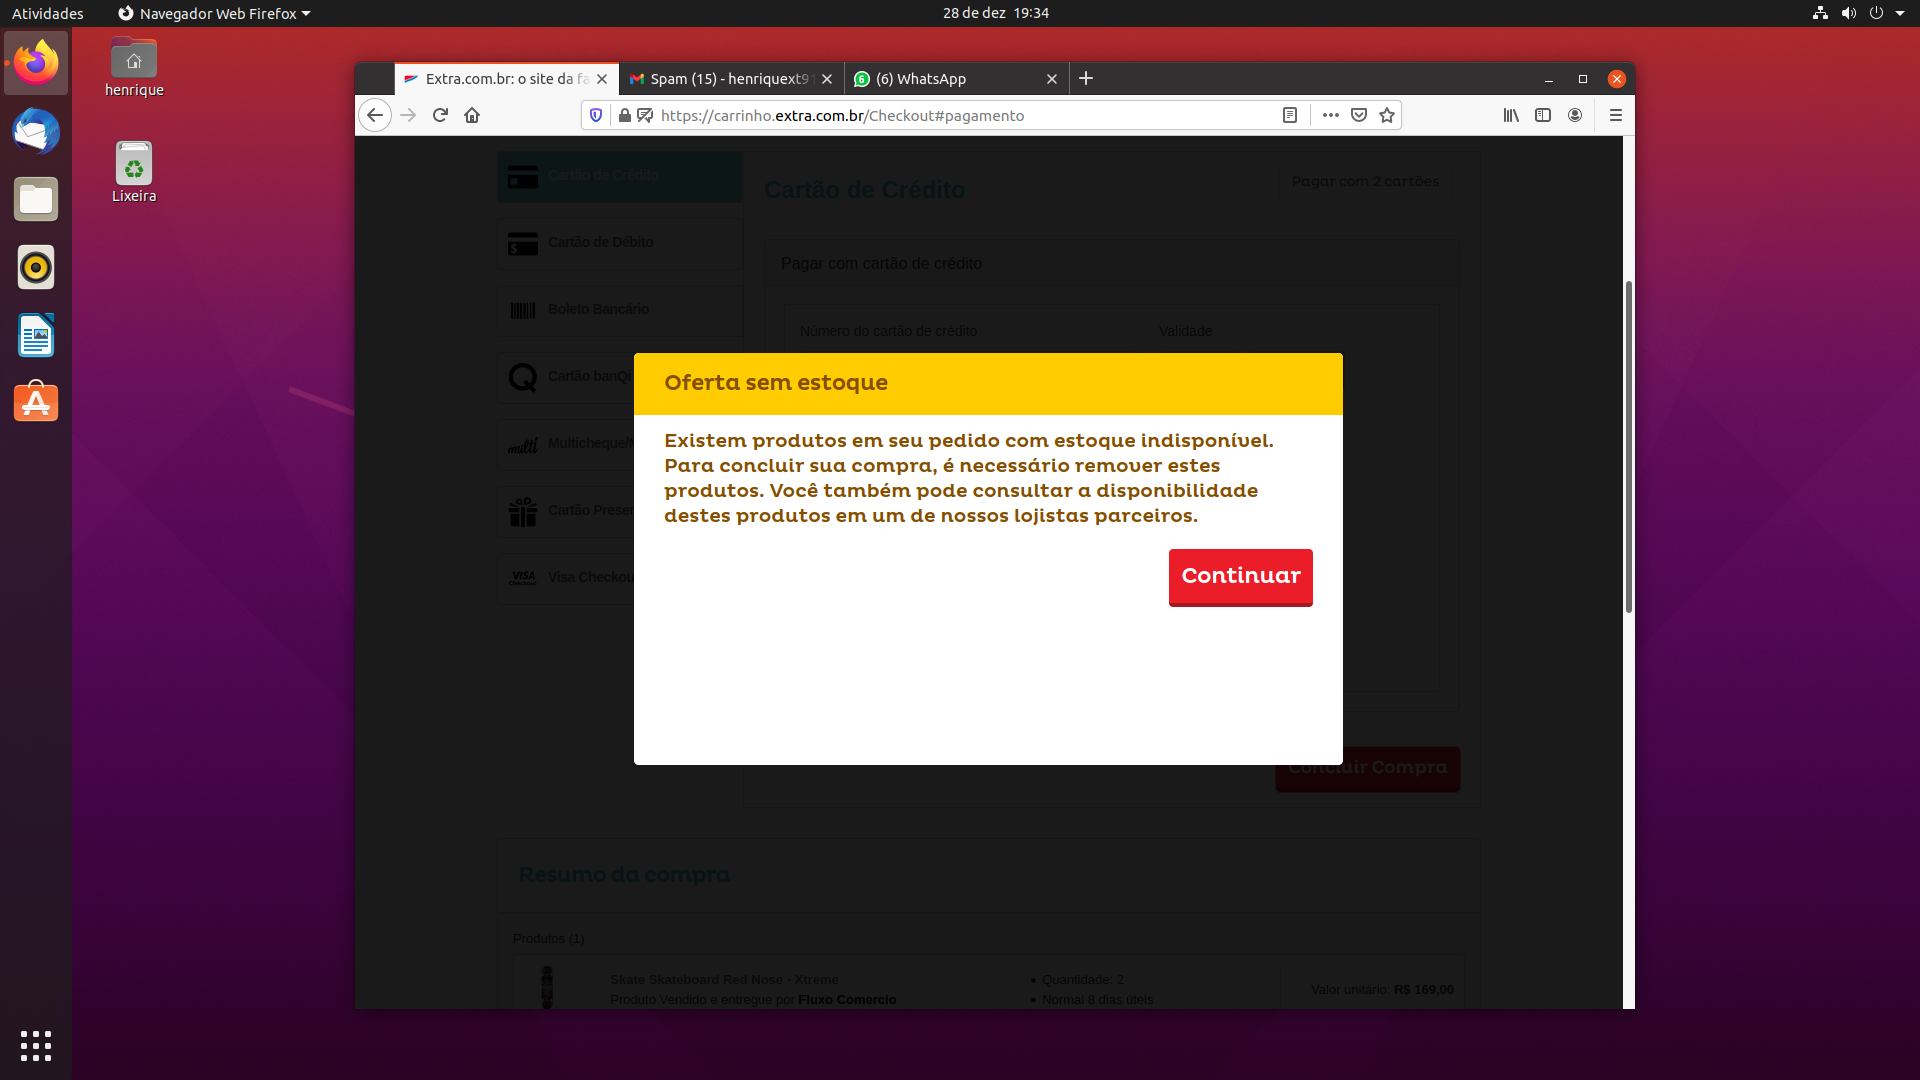 Atividades
Navegador Web Firefox
28 de dez 19:34
henrique
Lixeira
Extra.com.br: o site da fa
Spam (15) - henriquext91
(6) WhatsApp
https://carrinho.extra.com.br/Checkout#pagamento
Cartão de Crédito
Cartão de Débito
Boleto Bancário
Cartão banQi
Multicheque/
Cartão Presen
VISA
Checkout
Visa Checkou
Cartão de Crédito
Pagar com 2 cartões
Pagar com cartão de crédito
Número do cartão de crédito
Validade
Oferta sem estoque
Existem produtos em seu pedido com estoque indisponível.
Para concluir sua compra, é necessário remover estes
produtos. Você também pode consultar a disponibilidade
destes produtos em um de nossos lojistas parceiros.
Continuar
Concluir Compra
Resumo da compra
Produtos (1)
Skate Skateboard Red Nose - Xtreme
Produto Vendido e entregue por Fluxo Comercio
• Quantidade: 2
• Normal 8 dias úteis
Valor unitário: R$ 169,00